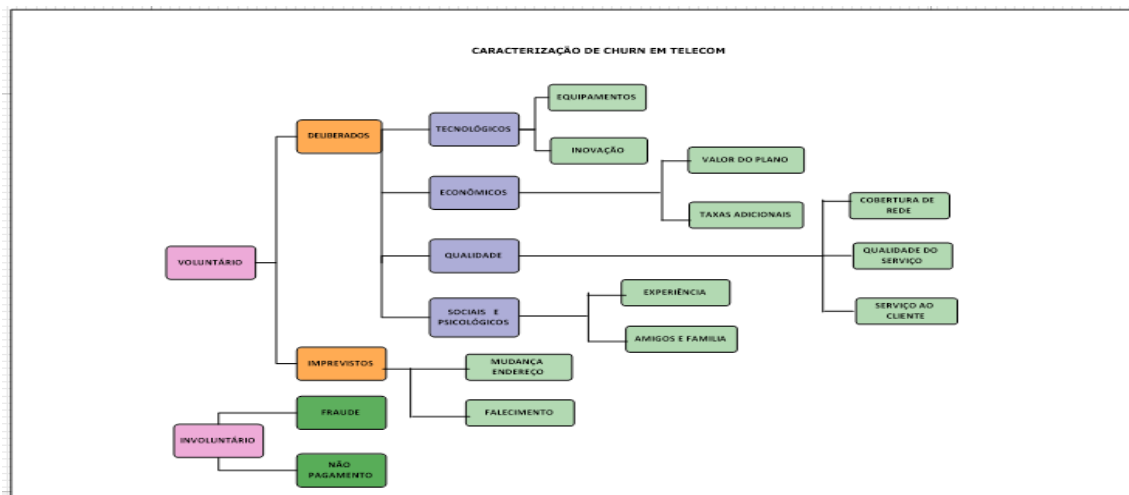 CARACTERIZAÇÃO DE CHURN EM TELECOM
EQUIPAMENTOS
DELIBERADOS
TECNOLÓGICOS
INOVAÇÃO
VALOR DO PLANO
ECONÔMICOS
TAXAS ADICIONAIS
COBERTURA DE
REDE
VOLUNTÁRIO
QUALIDADE
QUALIDADE DO
SERVIÇO
EXPERIÊNCIA
SOCIAIS E
PSICOLÓGICOS
SERVIÇO AO
CLIENTE
AMIGOS E FAMILIA
IMPREVISTOS
MUDANÇA
ENDEREÇO
FRAUDE
FALECIMENTO
INVOLUNTÁRIO
NÃO
PAGAMENTO